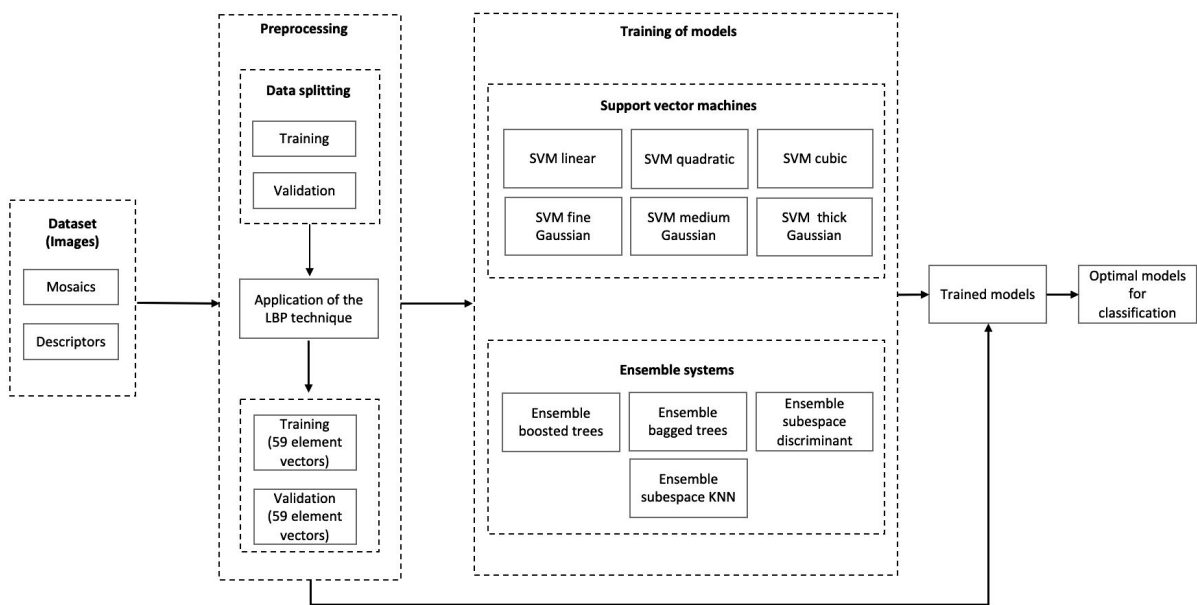 Dataset
(Images)
Mosaics
Descriptors
Preprocessing
Data splitting
Training
Validation
Application of the
LBP technique
Training
(59 element
vectors)
Validation
(59 element
vectors)
Training of models
Support vector machines
SVM linear
SVM quadratic
SVM cubic
SVM fine
Gaussian
SVM medium
Gaussian
SVM thick
Gaussian
Ensemble systems
Ensemble
boosted trees
Ensemble
bagged trees
Ensemble
subespace
discriminant
Ensemble
subespace KNN
Trained models
Optimal models
for
classification